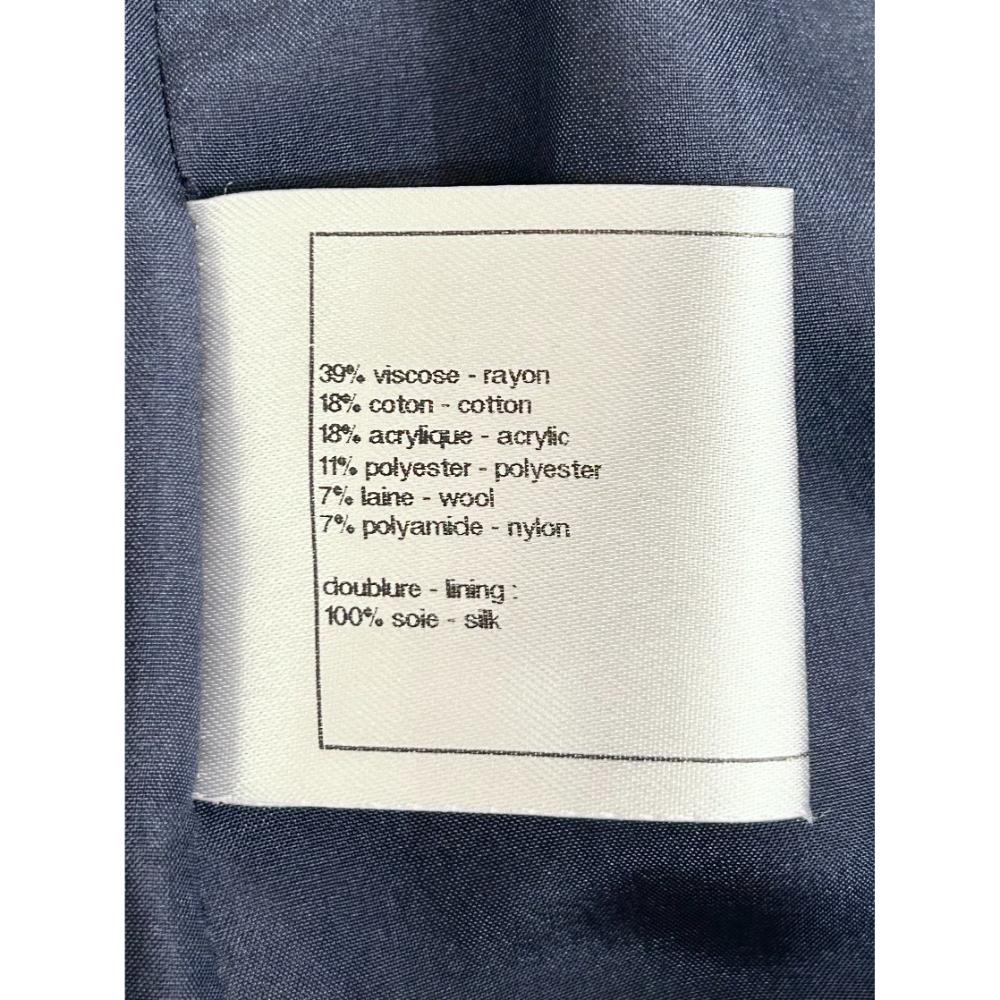 39% viscose - rayon
18% coton - cotton
18% acrylique - acrylic
11% polyester - polyester
7% laine - wool
7% polyamide - nylon
doublure - lining :
100% soie - silk